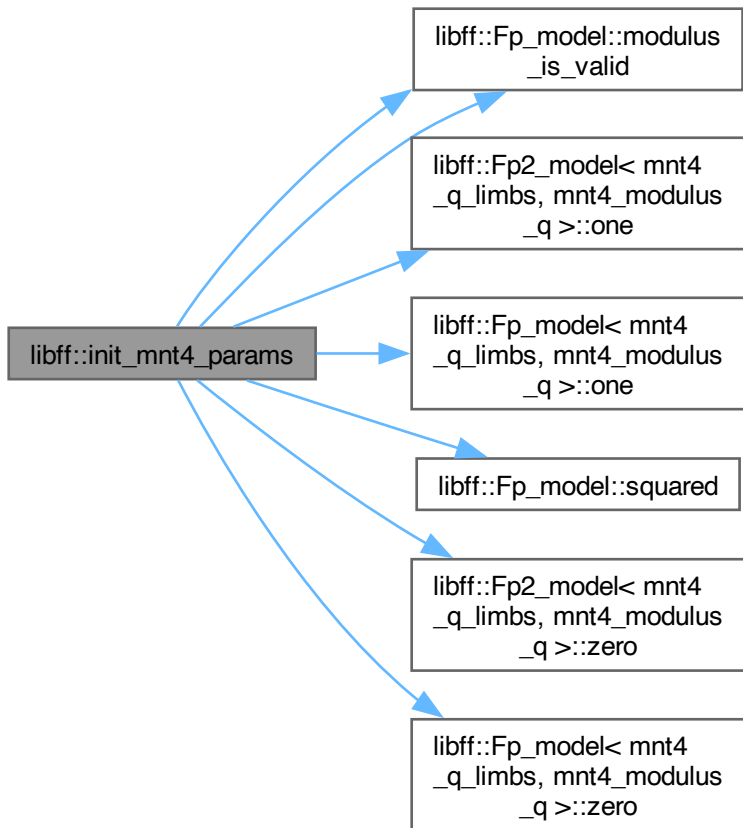 libff::Fp_model::modulus
_is_valid
libff::Fp2_model< mnt4
_q_limbs, mnt4_modulus
_q >::one
libff::init_mnt4_params
libff::Fp_model< mnt4
_q_limbs, mnt4_modulus
_q >::one
libff::Fp_model::squared
libff::Fp2_model< mnt4
_q_limbs, mnt4_modulus
_q >::zero
libff::Fp_model< mnt4
_q_limbs, mnt4_modulus
_q >::zero